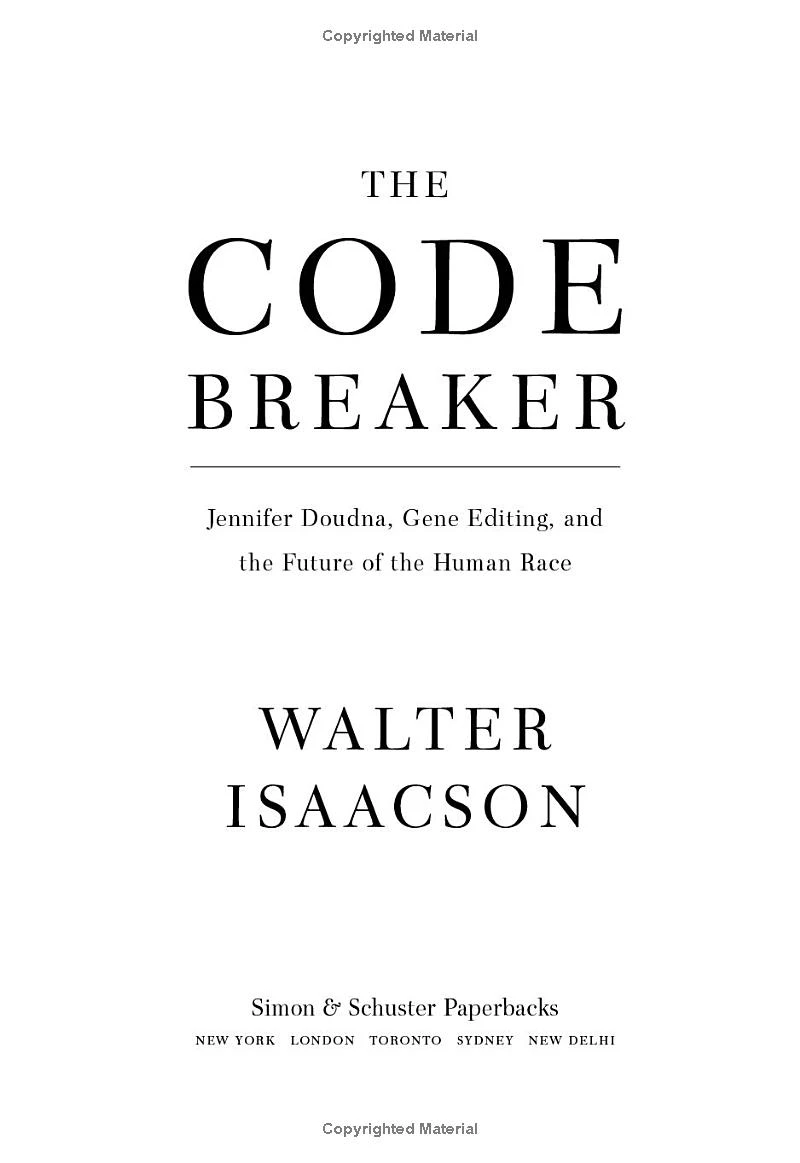 Copyrighted Material
THE
CODE
BREAKER
Jennifer Doudna, Gene Editing, and
the Future of the Human Race
WALTER
ISAACSON
Simon & Schuster Paperbacks
NEW YORK LONDON TORONTO SYDNEY NEW DELHI
Copyrighted Material